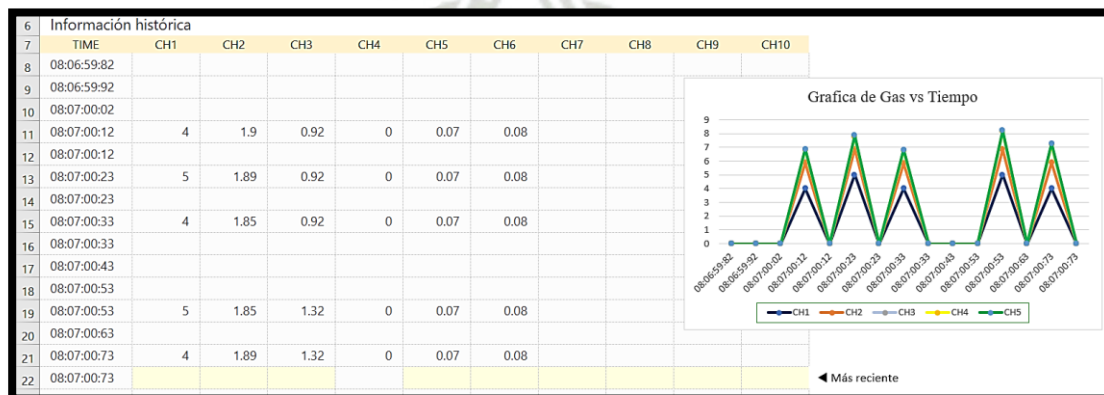 6 Información histórica
7 TIME CH1 CH2 CH3 CH4 CH5 CH6 CH7 CH8 CH9 CH10
8 08:06:59:82
9 08:06:59:92
10 08:07:00:02
11 08:07:00:12 4 1.9 0.92 0 0.07 0.08
12 08:07:00:12
13 08:07:00:23 5 1.89 0.92 0 0.07 0.08
14 08:07:00:23
15 08:07:00:33 4 1.85 0.92 0 0.07 0.08
16 08:07:00:33
17 08:07:00:43
18 08:07:00:53
19 08:07:00:53 5 1.85 1.32 0 0.07 0.08
20 08:07:00:63
21 08:07:00:73 4 1.89 1.32 0 0.07 0.08
22 08:07:00:73 ◀ Más reciente
Grafica de Gas vs Tiempo
9
8
7
6
5
4
3
2
1
0
08:06:59:82 08:06:59:92 08:07:00:02 08:07:00:12 08:07:00:12 08:07:00:23 08:07:00:23 08:07:00:33 08:07:00:33 08:07:00:43 08:07:00:53 08:07:00:53 08:07:00:63 08:07:00:73 08:07:00:73
CH1 CH2 CH3 CH4 CH5